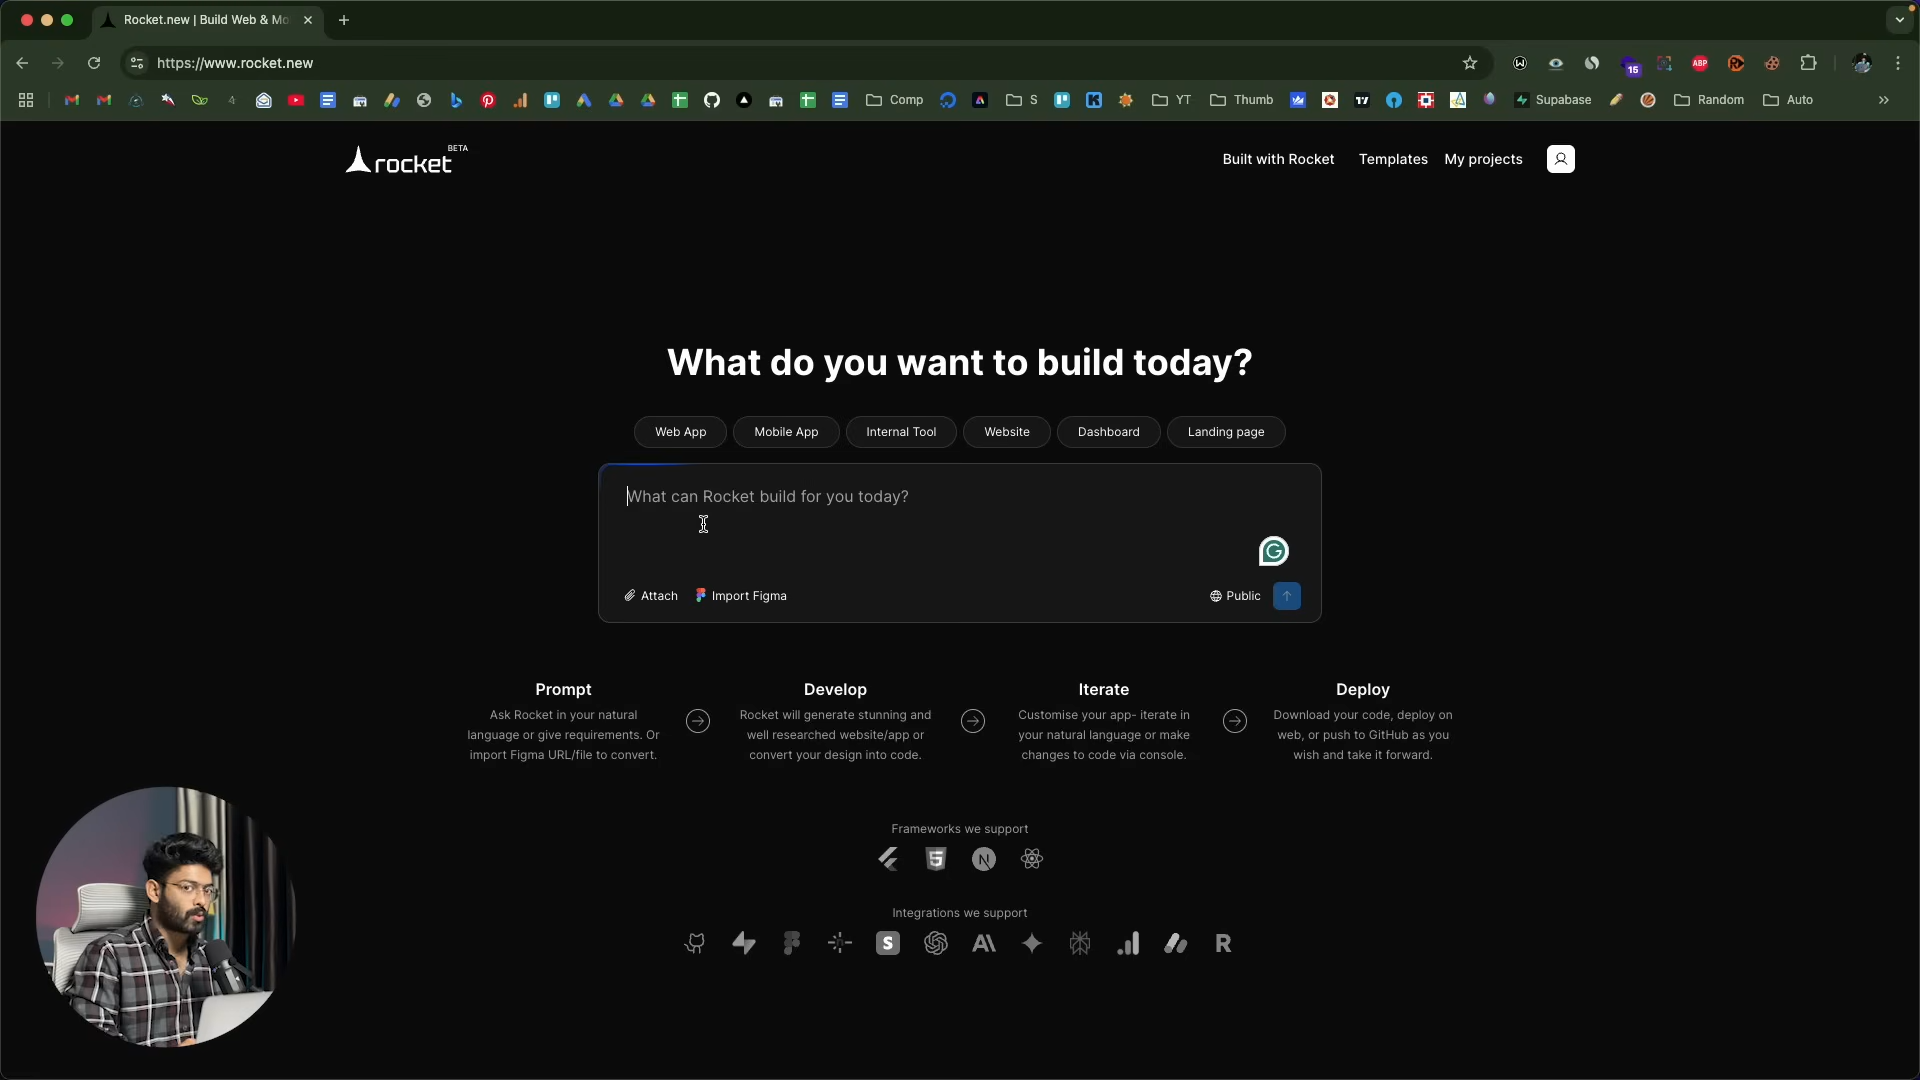 Rocket.new | Build Web & Mo
https://www.rocket.new
15
ABP
Comp
S
YT
Thumb
Supabase
Random
Auto
rocket
BETA
Built with Rocket
Templates
My projects
What do you want to build today?
Web App
Mobile App
Internal Tool
Website
Dashboard
Landing page
What can Rocket build for you today?
Attach
Import Figma
Public
Prompt
Ask Rocket in your natural
language or give requirements. Or
import Figma URL/file to convert.
Develop
Rocket will generate stunning and
well researched website/app or
convert your design into code.
Iterate
Customise your app- iterate in
your natural language or make
changes to code via console.
Deploy
Download your code, deploy on
web, or push to GitHub as you
wish and take it forward.
Frameworks we support
Integrations we support